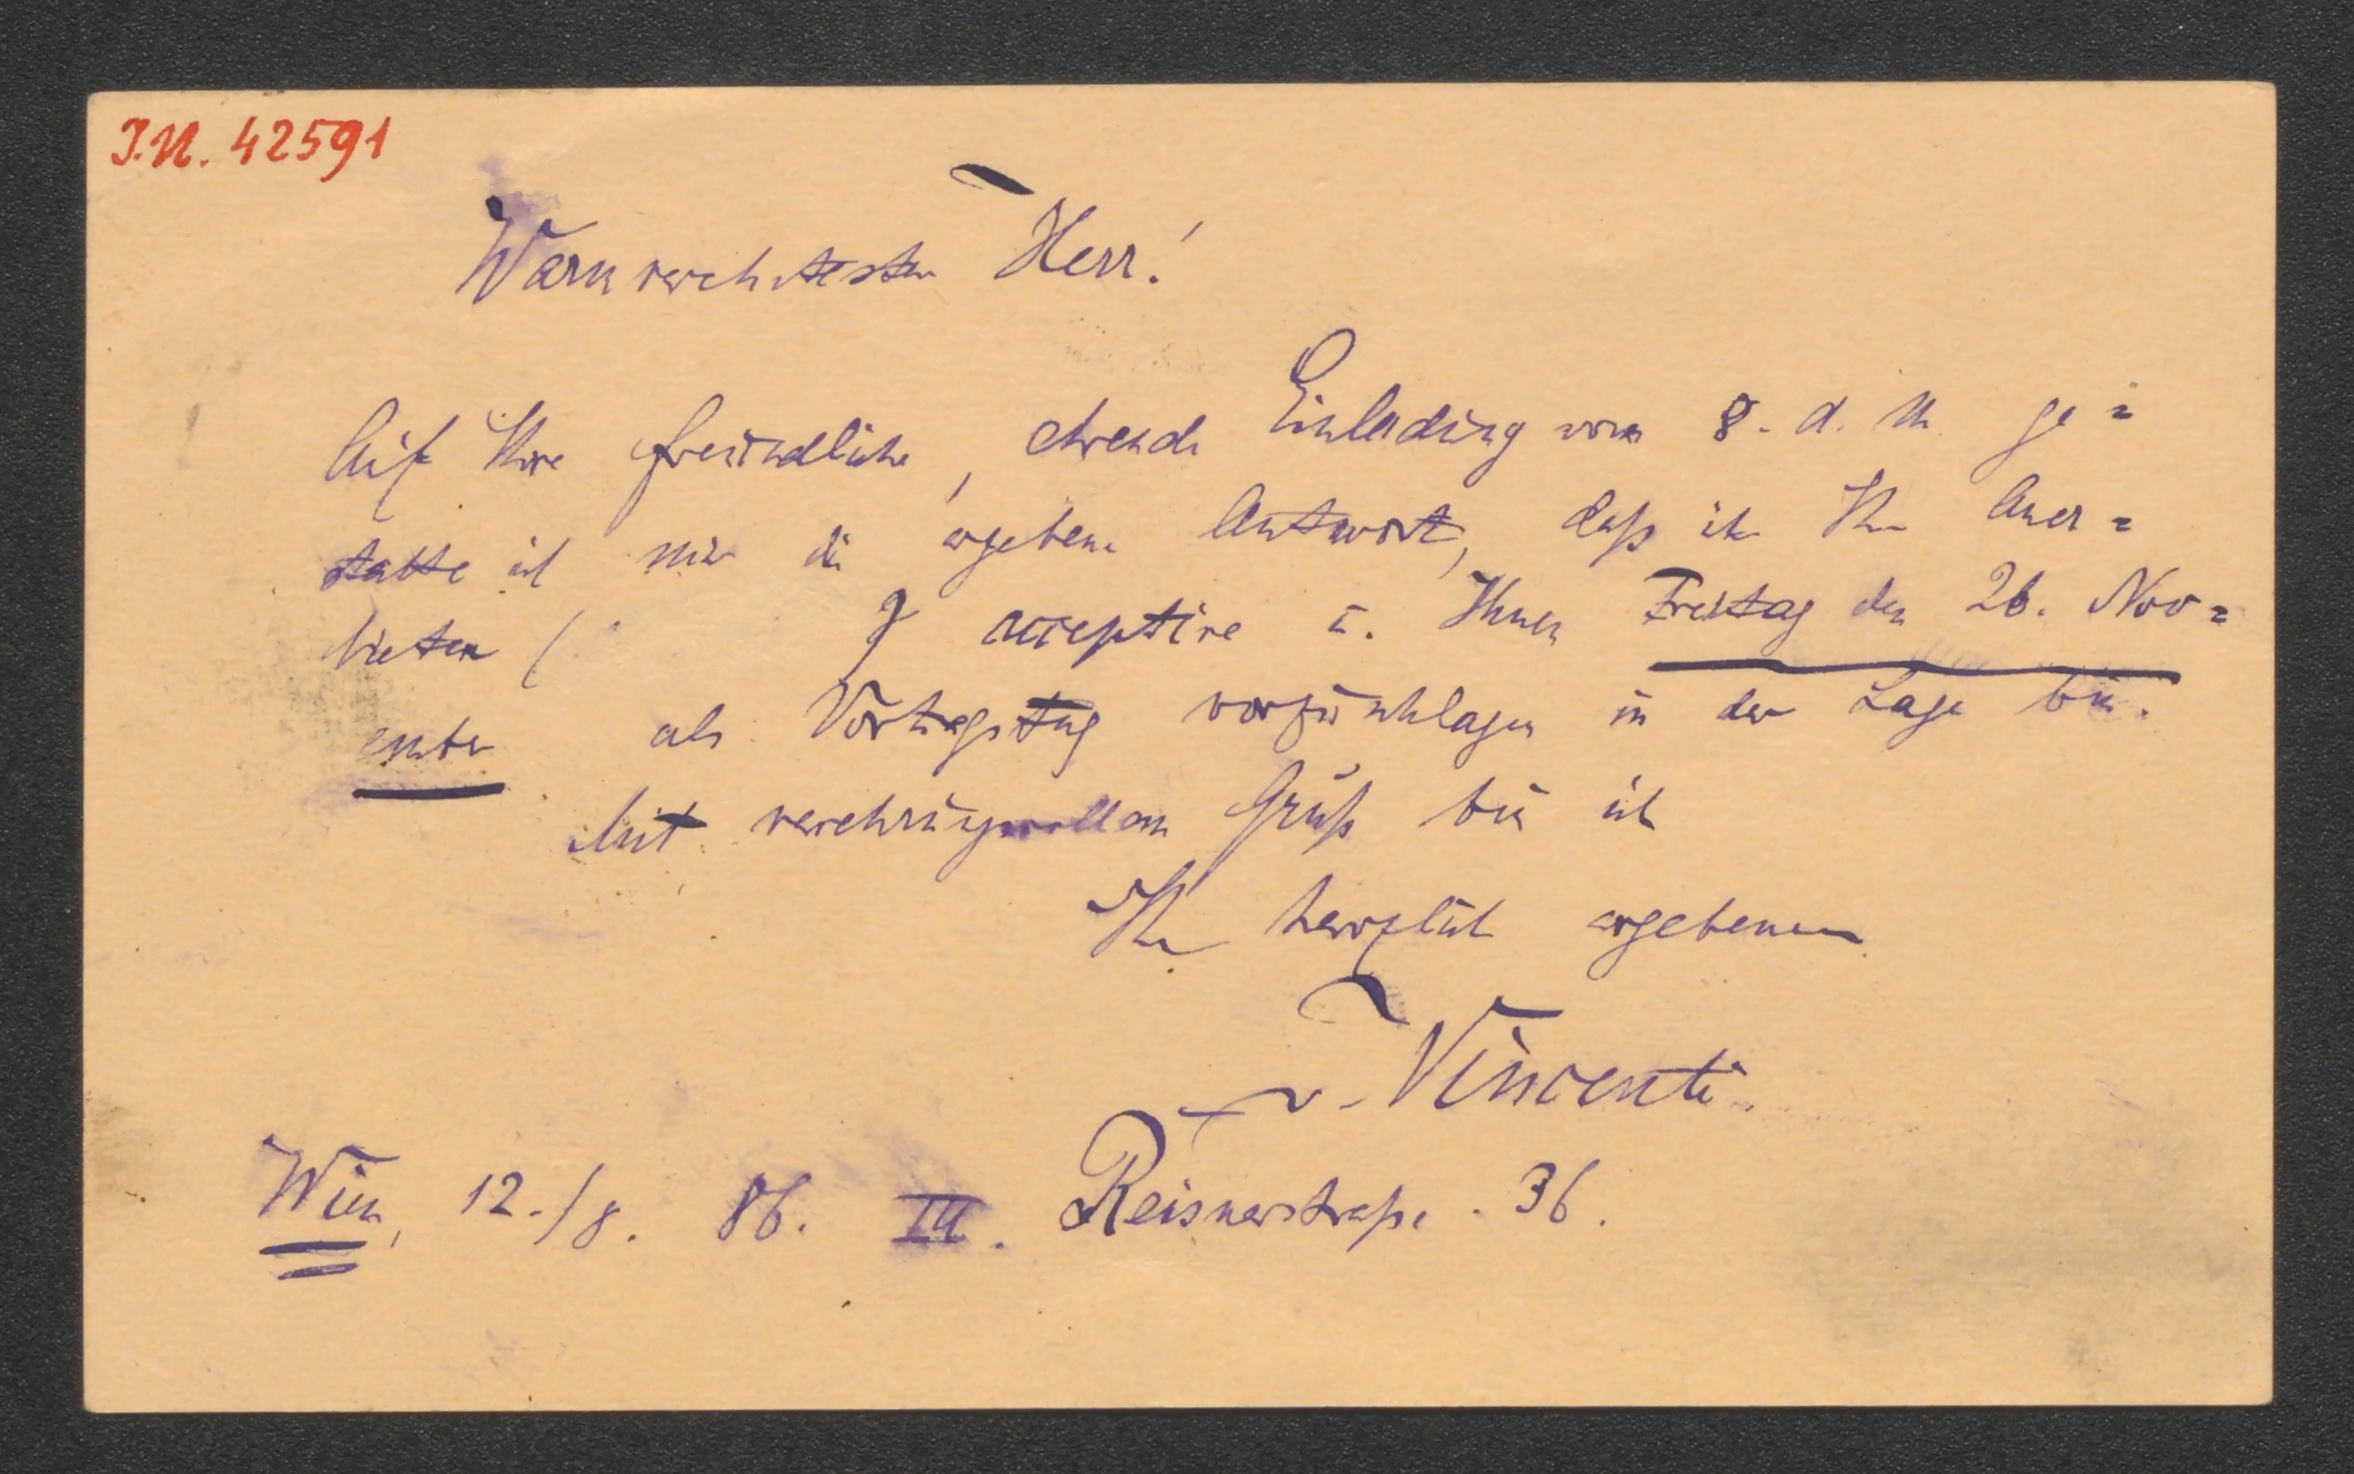 I.N. 42591
Warm verehrtester Herr!
Auf Ihre freundliche, ehrende Einladung vom 8. d. M. ge=
statte ich mir die ergebene Antwort, daß ich Ihr Aner=
bieten ( acceptire u. Ihnen Freitag den 26. Nov=
ember als Vortragstag vorzuschlagen in der Lage bin.
Mit verehrungsvollem Gruß bin ich
Ihr herzlich ergebener
v. Vincenti.
Wien, 12./8. 86. III. Reisnerstraße. 36.